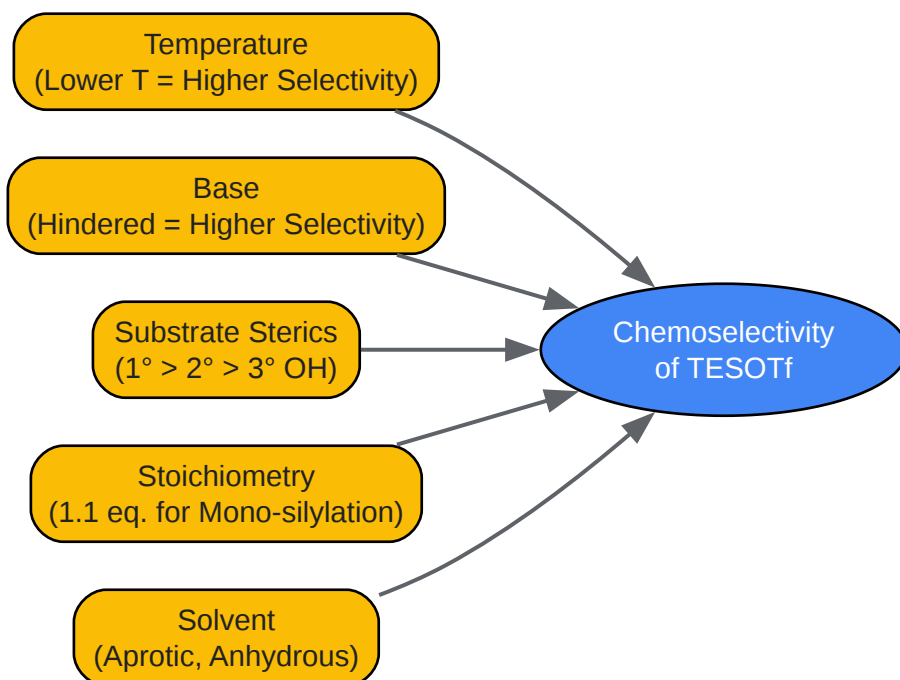 Temperature
(Lower T = Higher Selectivity)
Base
(Hindered = Higher Selectivity)
Substrate Sterics
(1° > 2° > 3° OH)
Chemoselectivity
of TESOTf
Stoichiometry
(1.1 eq. for Mono-silylation)
Solvent
(Aprotic, Anhydrous)